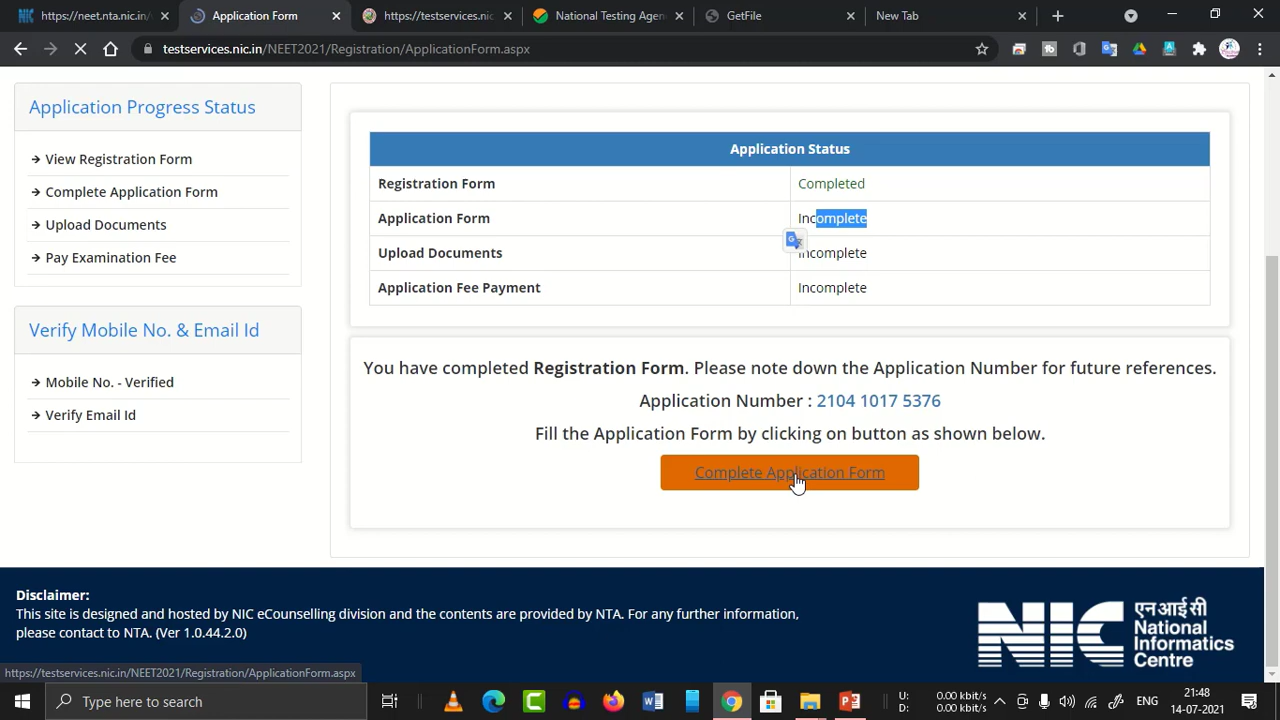 https://neet.nta.nic.in/v
Application Form
https://testservices.nic
National Testing Agen
GetFile
New Tab
testservices.nic.in/NEET2021/Registration/ApplicationForm.aspx
Application Progress Status
View Registration Form
Complete Application Form
Upload Documents
Pay Examination Fee
Verify Mobile No. & Email Id
Mobile No. - Verified
Verify Email Id
Application Status
Registration Form Completed
Application Form Incomplete
Upload Documents Incomplete
Application Fee Payment Incomplete
You have completed Registration Form. Please note down the Application Number for future references.
Application Number : 2104 1017 5376
Fill the Application Form by clicking on button as shown below.
Complete Application Form
Disclaimer:
This site is designed and hosted by NIC eCounselling division and the contents are provided by NTA. For any further information,
please contact to NTA. (Ver 1.0.44.2.0)
NIC
एन आई सी
National
Informatics
Centre
https://testservices.nic.in/NEET2021/Registration/ApplicationForm.aspx
Type here to search
U: 0.00 kbit/s
D: 0.00 kbit/s
ENG
21:48
14-07-2021